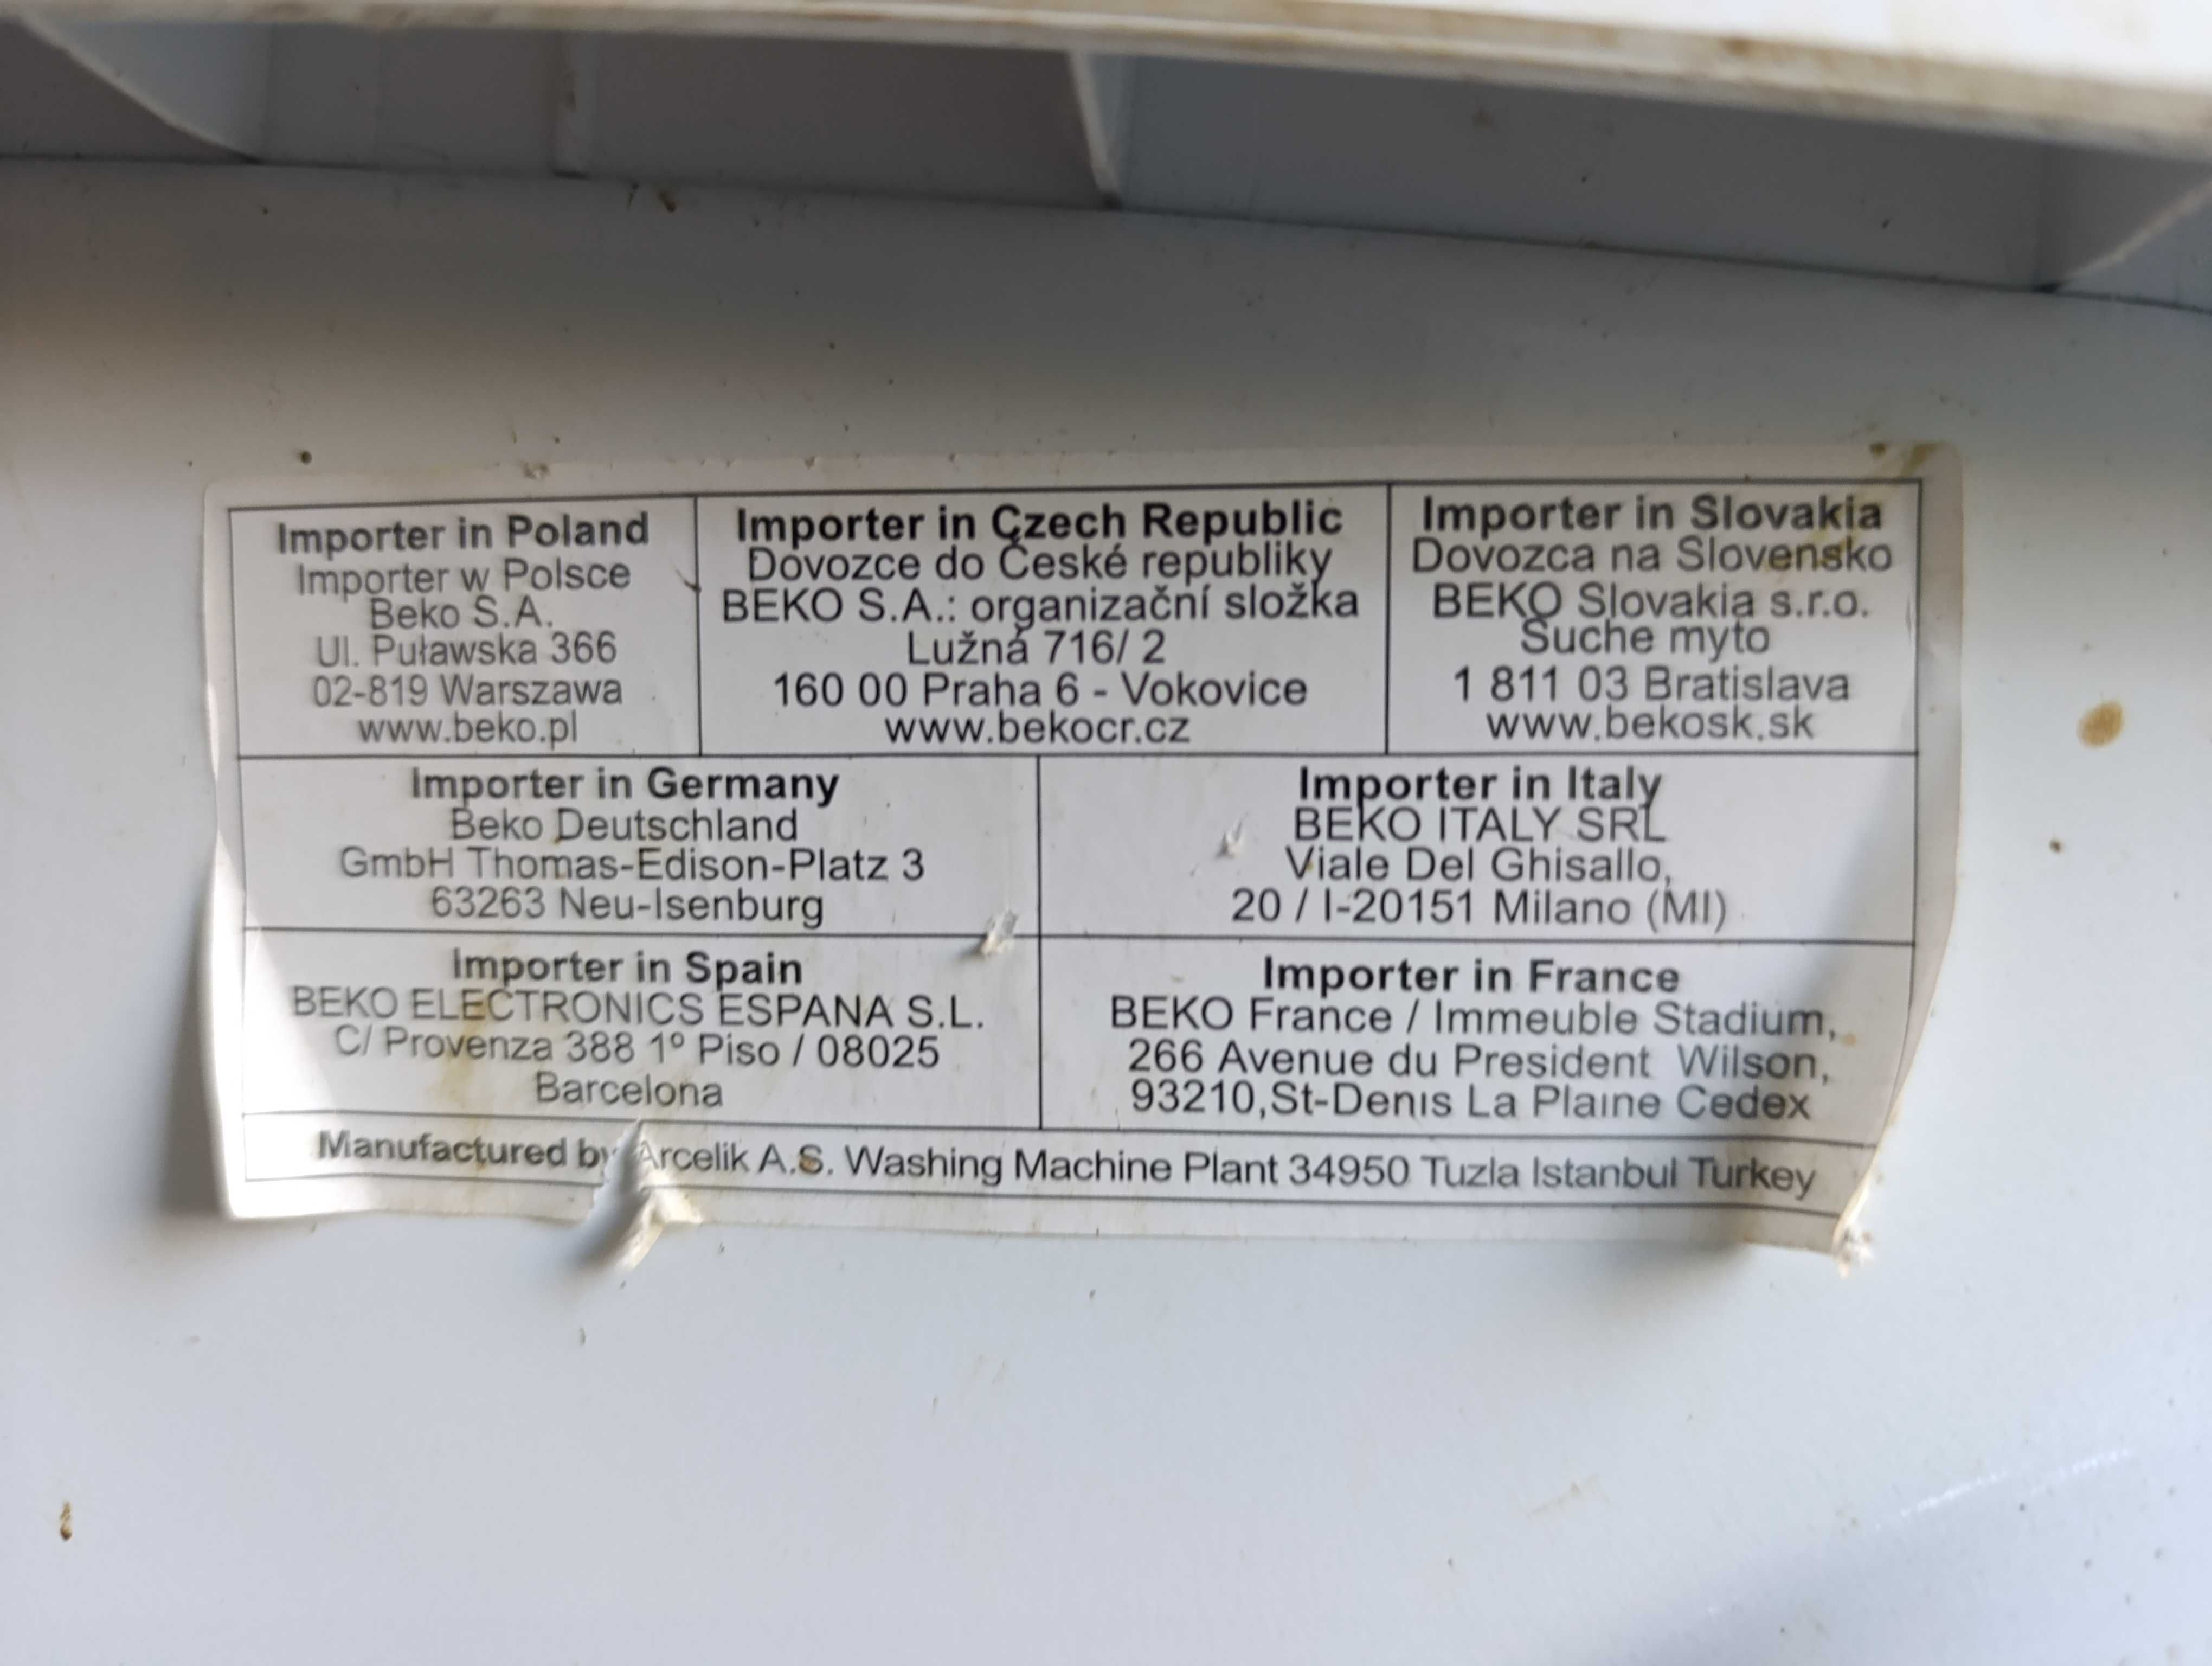 Importer in Poland
Importer w Polsce
Beko S.A.
Ul. Puławska 366
02-819 Warszawa
www.beko.pl
Importer in Czech Republic
Dovozce do České republiky
BEKO S.A.: organizační složka
Lužná 716/ 2
160 00 Praha 6 - Vokovice
www.bekocr.cz
Importer in Slovakia
Dovozca na Slovensko
BEKO Slovakia s.r.o.
Suche myto
1 811 03 Bratislava
www.bekosk.sk
Importer in Germany
Beko Deutschland
GmbH Thomas-Edison-Platz 3
63263 Neu-Isenburg
Importer in Italy
BEKO ITALY SRL
Viale Del Ghisallo,
20 / I-20151 Milano (MI)
Importer in Spain
BEKO ELECTRONICS ESPANA S.L.
C/ Provenza 388 1º Piso / 08025
Barcelona
Importer in France
BEKO France / Immeuble Stadium,
266 Avenue du President Wilson,
93210,St-Denis La Plaine Cedex
Manufactured by Arcelik A.S. Washing Machine Plant 34950 Tuzla Istanbul Turkey